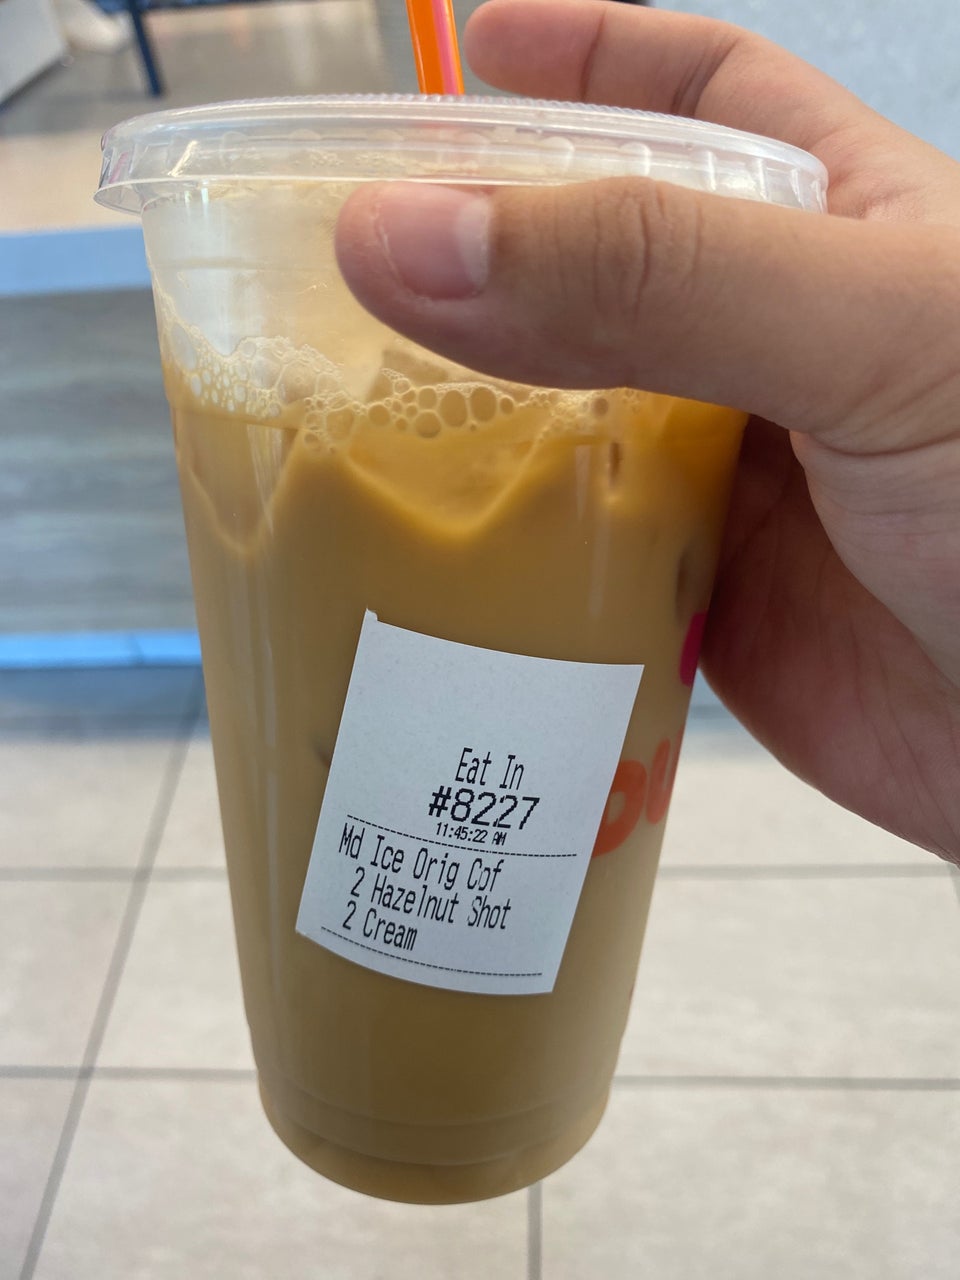 Eat In
#8227
11:45:22 AM
Md Ice Orig Cof
2 Hazelnut Shot
2 Cream